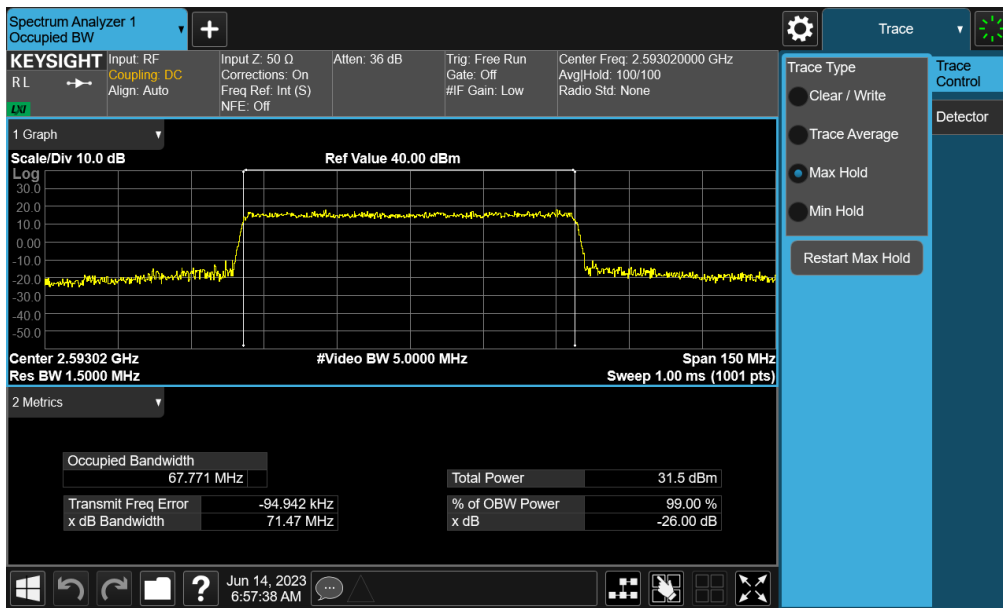 Spectrum Analyzer 1
Occupied BW
+
Trace
KEYSIGHT
R L
LXI
Input: RF
Coupling: DC
Align: Auto
Input Z: 50 Ω
Corrections: On
Freq Ref: Int (S)
NFE: Off
Atten: 36 dB
Trig: Free Run
Gate: Off
#IF Gain: Low
Center Freq: 2.593020000 GHz
Avg|Hold: 100/100
Radio Std: None
Trace Type
Clear / Write
Trace Average
Max Hold
Min Hold
Restart Max Hold
Trace
Control
Detector
1 Graph
Scale/Div 10.0 dB
Ref Value 40.00 dBm
Log
30.0
20.0
10.0
0.00
-10.0
-20.0
-30.0
-40.0
-50.0
Center 2.59302 GHz
#Video BW 5.0000 MHz
Span 150 MHz
Res BW 1.5000 MHz
Sweep 1.00 ms (1001 pts)
2 Metrics
Occupied Bandwidth
67.771 MHz
Total Power 31.5 dBm
Transmit Freq Error -94.942 kHz
% of OBW Power 99.00 %
x dB Bandwidth 71.47 MHz
x dB -26.00 dB
?
Jun 14, 2023
6:57:38 AM